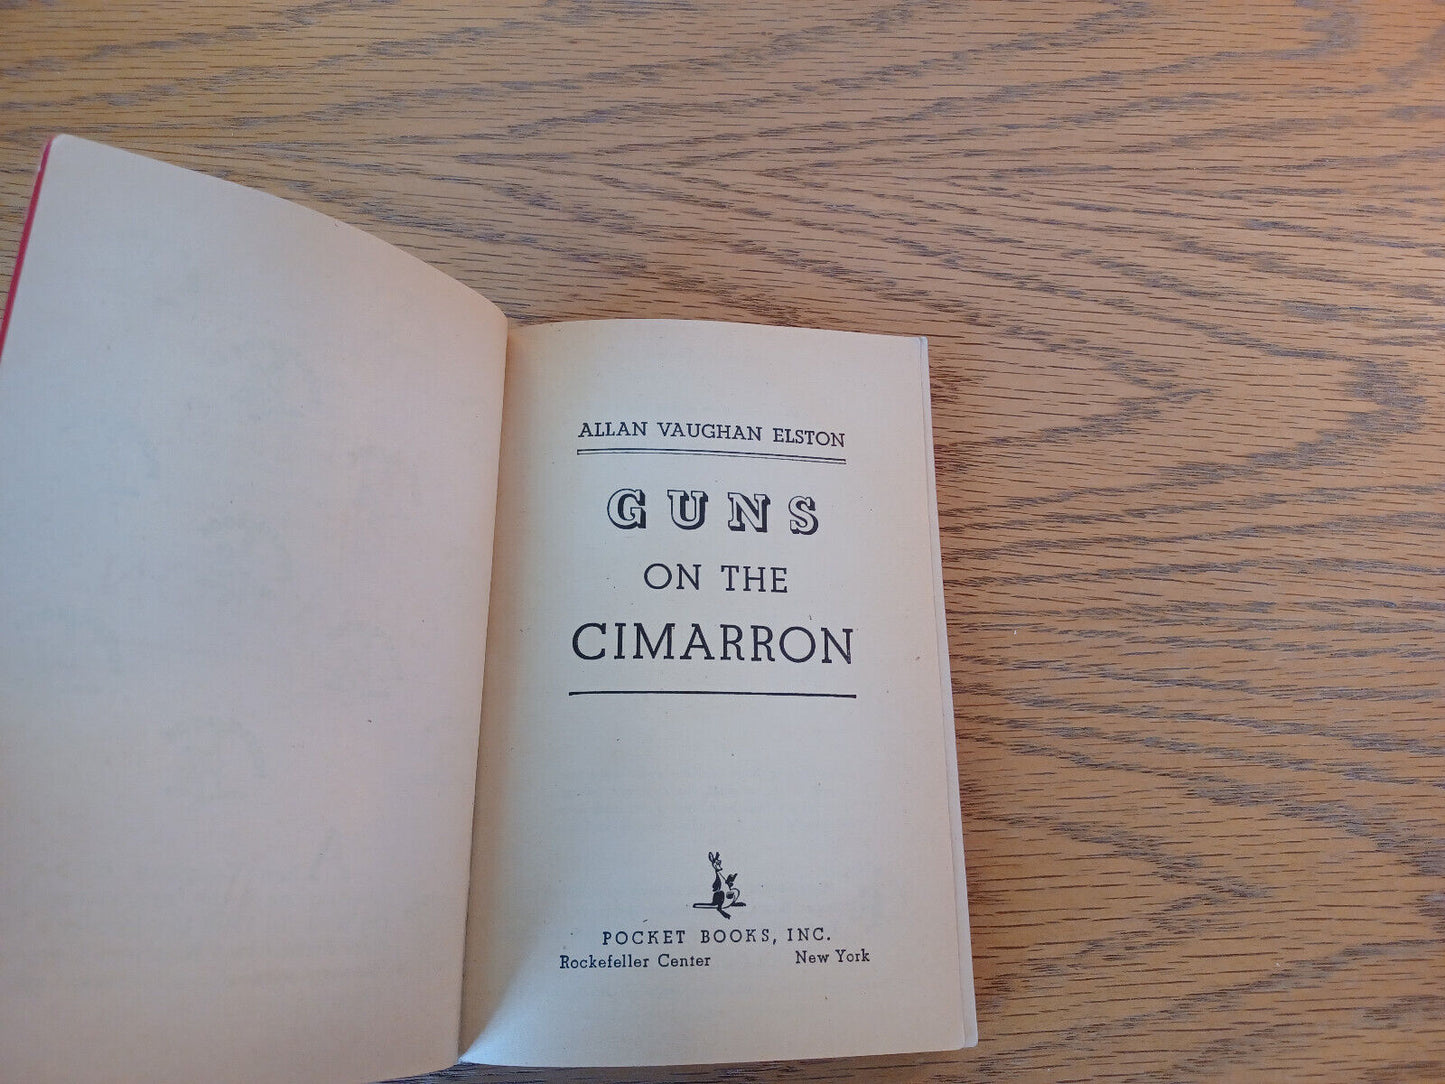 ALLAN VAUGHAN ELSTON
GUNS
ON THE
CIMARRON
POCKET BOOKS, INC.
Rockefeller Center New York